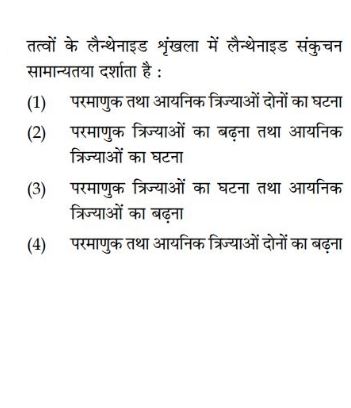 तत्वों के लैन्थेनाइड शृंखला में लैन्थेनाइड संकुचन
सामान्यतया दर्शाता है :
(1) परमाणुक तथा आयनिक त्रिज्याओं दोनों का घटना
(2) परमाणुक त्रिज्याओं का बढ़ना तथा आयनिक
त्रिज्याओं का घटना
(3) परमाणुक त्रिज्याओं का घटना तथा आयनिक
त्रिज्याओं का बढ़ना
(4) परमाणुक तथा आयनिक त्रिज्याओं दोनों का बढ़ना